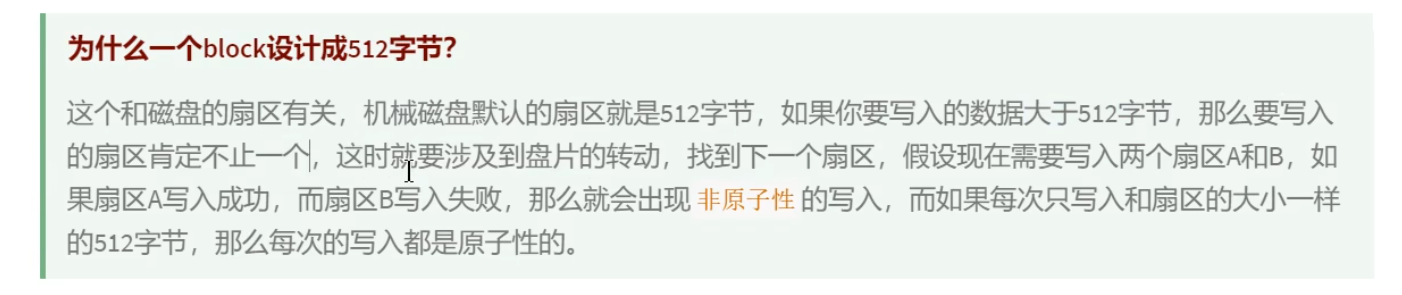 为什么一个block设计成512字节？
这个和磁盘的扇区有关，机械磁盘默认的扇区就是512字节，如果你要写入的数据大于512字节，那么要写入
的扇区肯定不止一个，这时就要涉及到盘片的转动，找到下一个扇区，假设现在需要写入两个扇区A和B，如
果扇区A写入成功，而扇区B写入失败，那么就会出现 非原子性 的写入，而如果每次只写入和扇区的大小一样
的512字节，那么每次的写入都是原子性的。